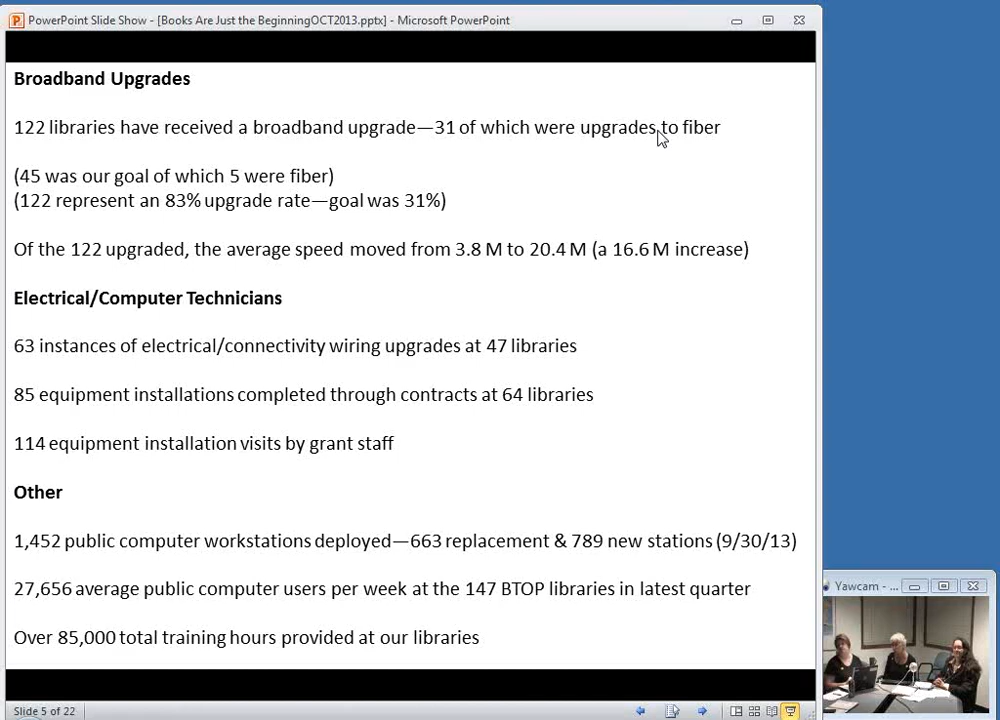 PowerPoint Slide Show - [Books Are Just the BeginningOCT2013.pptx] - Microsoft PowerPoint
Broadband Upgrades
122 libraries have received a broadband upgrade—31 of which were upgrades to fiber
(45 was our goal of which 5 were fiber)
(122 represent an 83% upgrade rate—goal was 31%)
Of the 122 upgraded, the average speed moved from 3.8 M to 20.4 M (a 16.6 M increase)
Electrical/Computer Technicians
63 instances of electrical/connectivity wiring upgrades at 47 libraries
85 equipment installations completed through contracts at 64 libraries
114 equipment installation visits by grant staff
Other
1,452 public computer workstations deployed—663 replacement & 789 new stations (9/30/13)
27,656 average public computer users per week at the 147 BTOP libraries in latest quarter
Over 85,000 total training hours provided at our libraries
Yawcam - ...
Slide 5 of 22